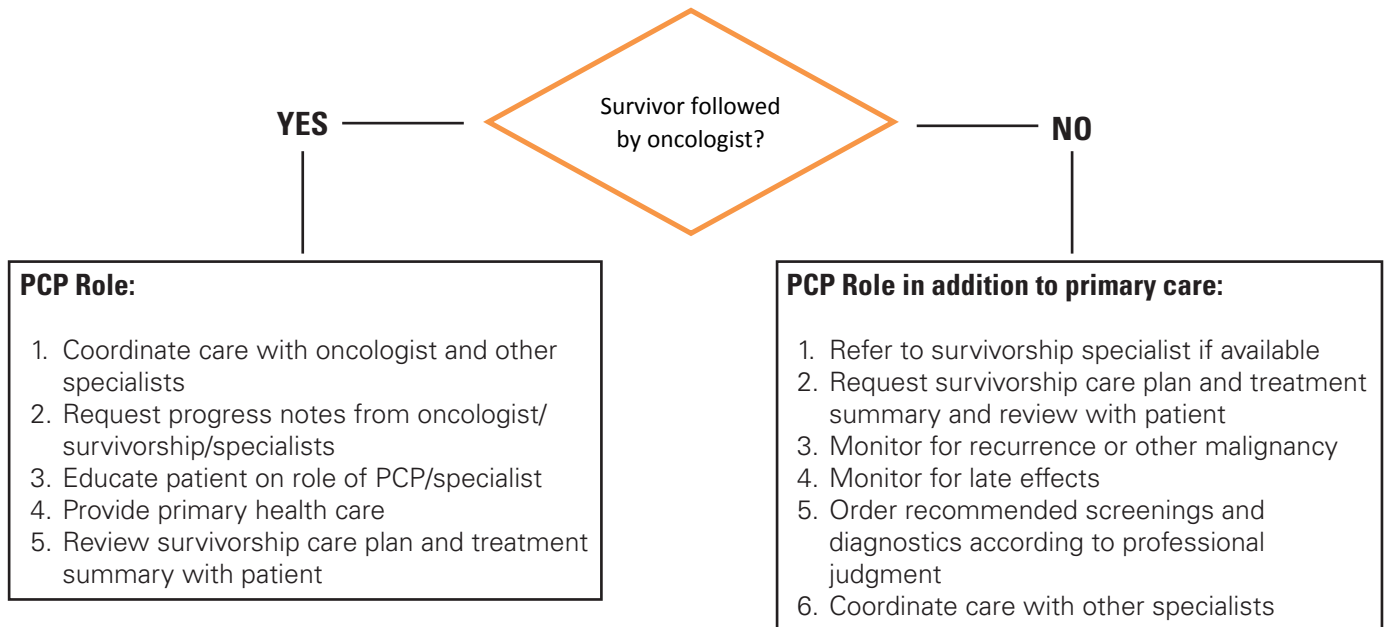 Survivor followed
by oncologist?
YES
NO
PCP Role:
1. Coordinate care with oncologist and other
specialists
2. Request progress notes from oncologist/
survivorship/specialists
3. Educate patient on role of PCP/specialist
4. Provide primary health care
5. Review survivorship care plan and treatment
summary with patient
PCP Role in addition to primary care:
1. Refer to survivorship specialist if available
2. Request survivorship care plan and treatment
summary and review with patient
3. Monitor for recurrence or other malignancy
4. Monitor for late effects
5. Order recommended screenings and
diagnostics according to professional
judgment
6. Coordinate care with other specialists